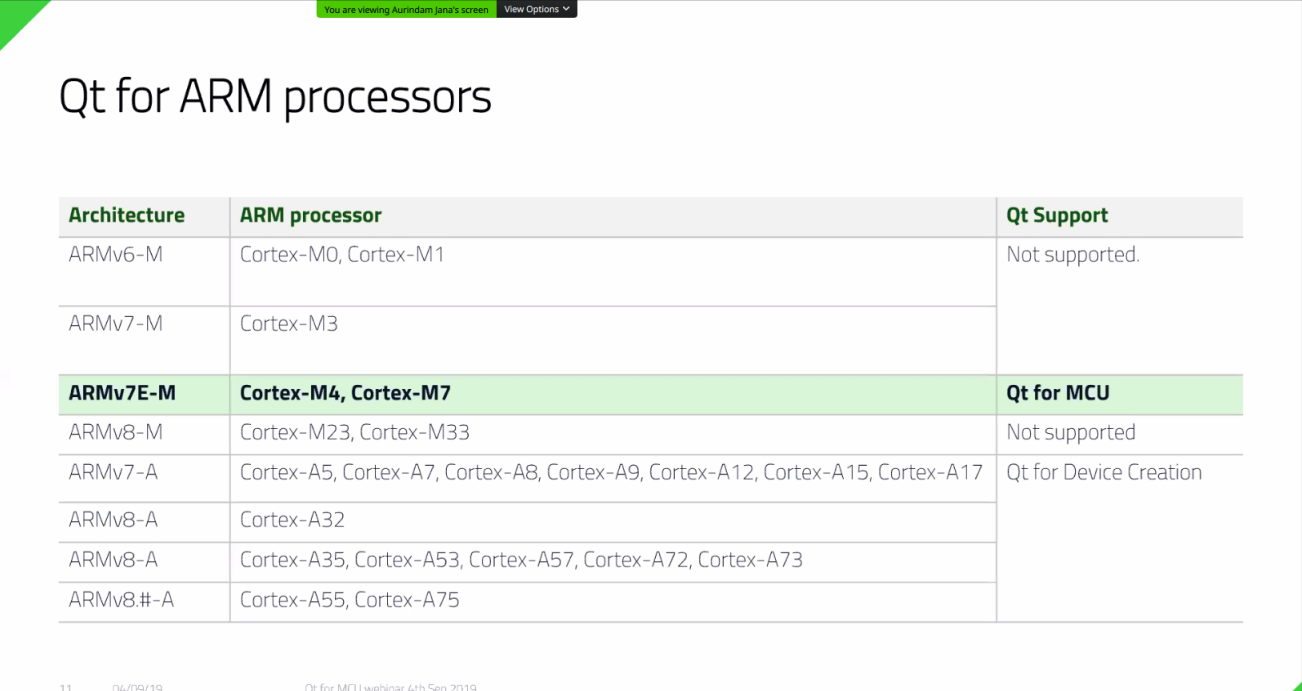 You are viewing Aurindam Jana's screen View Options
Qt for ARM processors
Architecture ARM processor Qt Support
ARMv6-M Cortex-M0, Cortex-M1 Not supported.
ARMv7-M Cortex-M3
ARMv7E-M Cortex-M4, Cortex-M7 Qt for MCU
ARMv8-M Cortex-M23, Cortex-M33 Not supported
ARMv7-A Cortex-A5, Cortex-A7, Cortex-A8, Cortex-A9, Cortex-A12, Cortex-A15, Cortex-A17 Qt for Device Creation
ARMv8-A Cortex-A32
ARMv8-A Cortex-A35, Cortex-A53, Cortex-A57, Cortex-A72, Cortex-A73
ARMv8.#-A Cortex-A55, Cortex-A75
11 04/09/19 Qt for MCU webinar 4th Sep 2019